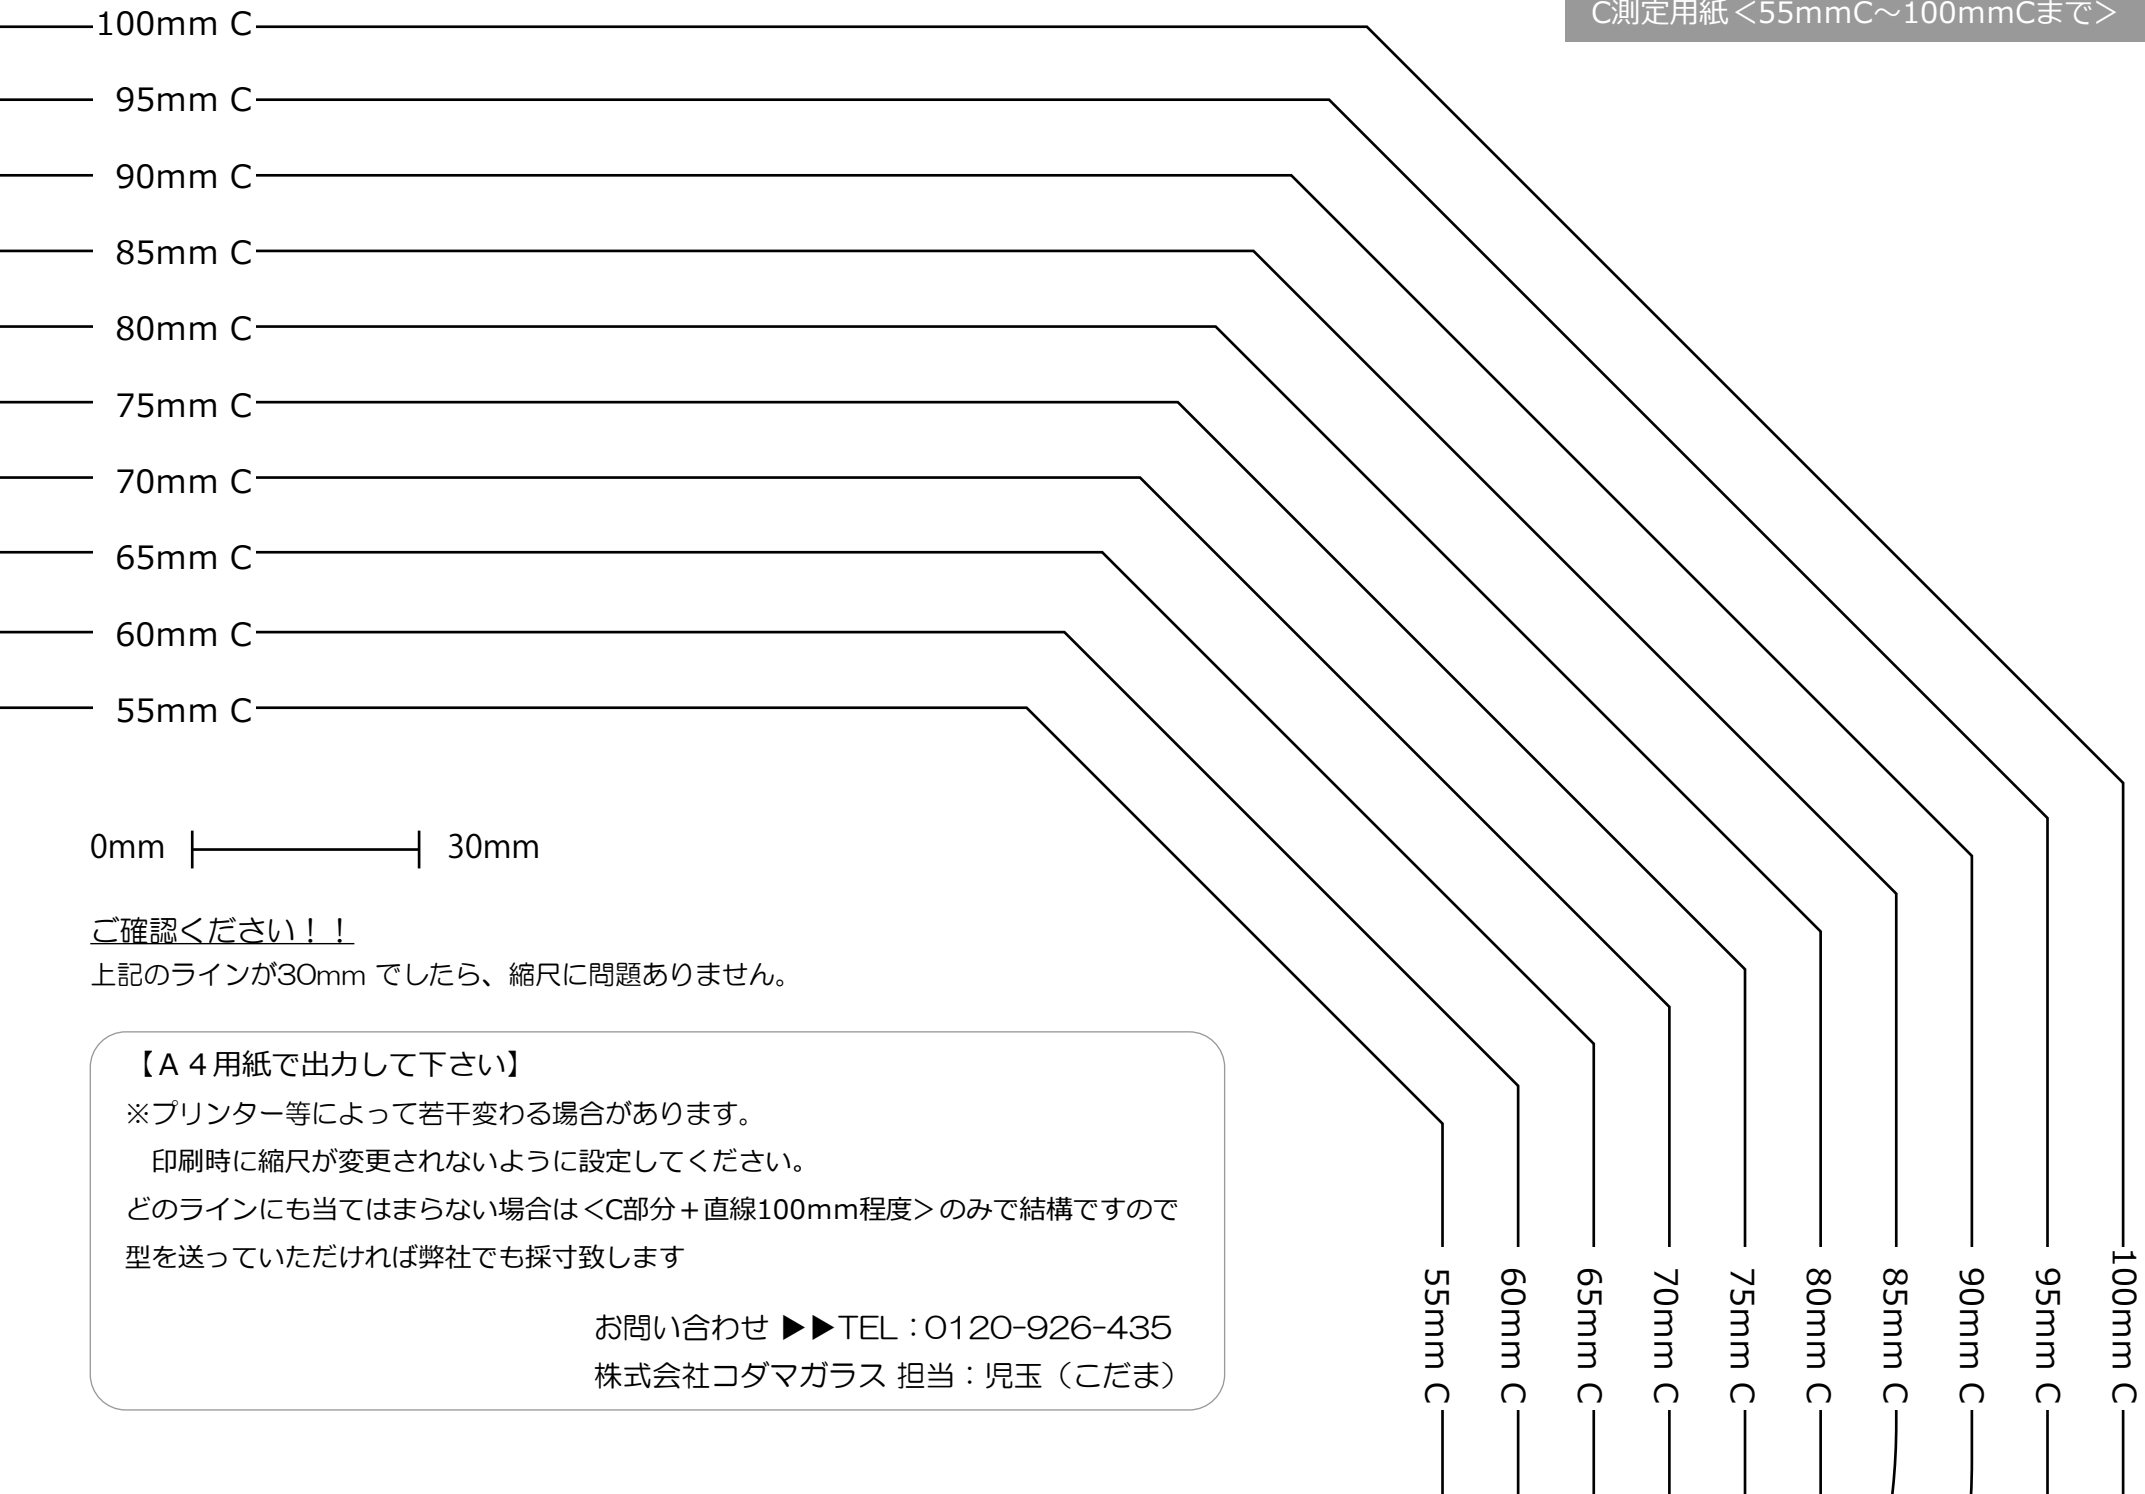 C測定用紙＜55mmC～100mmCまで＞
100mm C
95mm C
90mm C
85mm C
80mm C
75mm C
70mm C
65mm C
60mm C
55mm C
0mm 30mm
ご確認ください！！
上記のラインが30mm でしたら、縮尺に問題ありません。
【A４用紙で出力して下さい】
※プリンター等によって若干変わる場合があります。
印刷時に縮尺が変更されないように設定してください。
どのラインにも当てはまらない場合は＜C部分＋直線100mm程度＞のみで結構ですので
型を送っていただければ弊社でも採寸致します
お問い合わせ ▶▶TEL：0120-926-435
株式会社コダマガラス 担当：児玉（こだま）
55mm C
60mm C
65mm C
70mm C
75mm C
80mm C
85mm C
90mm C
95mm C
100mm C